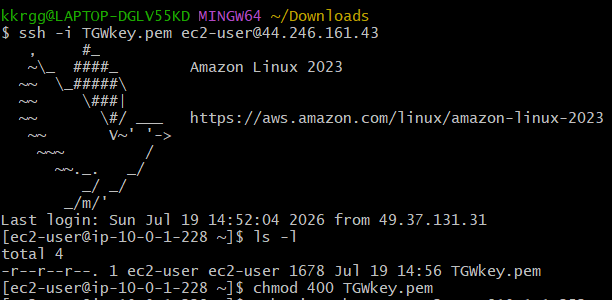 kkrgg@LAPTOP-DGLV55KD MINGW64 ~/Downloads
$ ssh -i TGWkey.pem ec2-user@44.246.161.43
   ,     #_
   ~\_  ####_        Amazon Linux 2023
  ~~  \_#####\
  ~~     \###|
  ~~       \#/ ___   https://aws.amazon.com/linux/amazon-linux-2023
   ~~       V~' '->
    ~~~         /
      ~~._.   _/
         _/ _/
       _/m/'
Last login: Sun Jul 19 14:52:04 2026 from 49.37.131.31
[ec2-user@ip-10-0-1-228 ~]$ ls -l
total 4
-r--r--r--. 1 ec2-user ec2-user 1678 Jul 19 14:56 TGWkey.pem
[ec2-user@ip-10-0-1-228 ~]$ chmod 400 TGWkey.pem